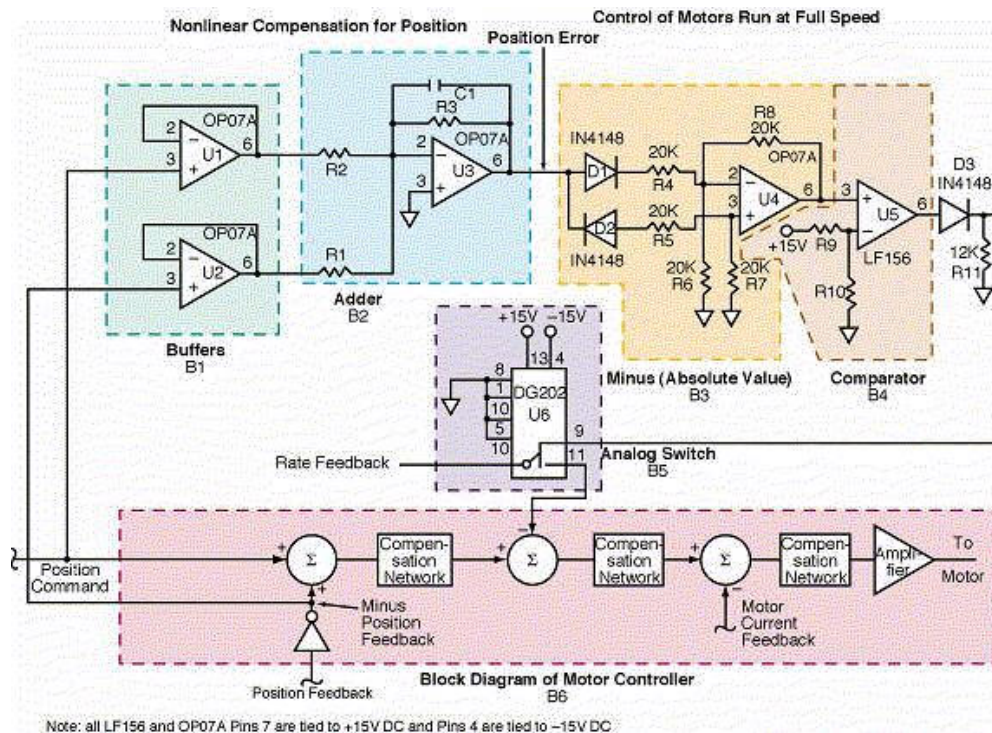 Nonlinear Compensation for Position
Control of Motors Run at Full Speed
Position Error
C1
R3
OP07A
2
3
6
U1
R2
OP07A
2
3
6
U3
OP07A
2
3
6
U2
R1
Adder
B2
Buffers
B1
IN4148
D1
20K
R4
D2
20K
R5
IN4148
R8
20K
OP07A
2
3
6
U4
20K
R6
20K
R7
+15V
R9
R10
3
2
6
U5
LF156
D3
IN4148
12K
R11
Minus (Absolute Value)
B3
Comparator
B4
+15V
–15V
13
4
8
1
10
5
10
DG202
U6
9
11
Rate Feedback
Analog Switch
B5
Position
Command
+
Σ
+
Compen-
sation
Network
+
–
Σ
Compen-
sation
Network
+
–
Σ
Compen-
sation
Network
Ampli-
fier
To
Motor
Minus
Position
Feedback
Motor
Current
Feedback
Position Feedback
Block Diagram of Motor Controller
B6
Note: all LF156 and OP07A Pins 7 are tied to +15V DC and Pins 4 are tied to –15V DC